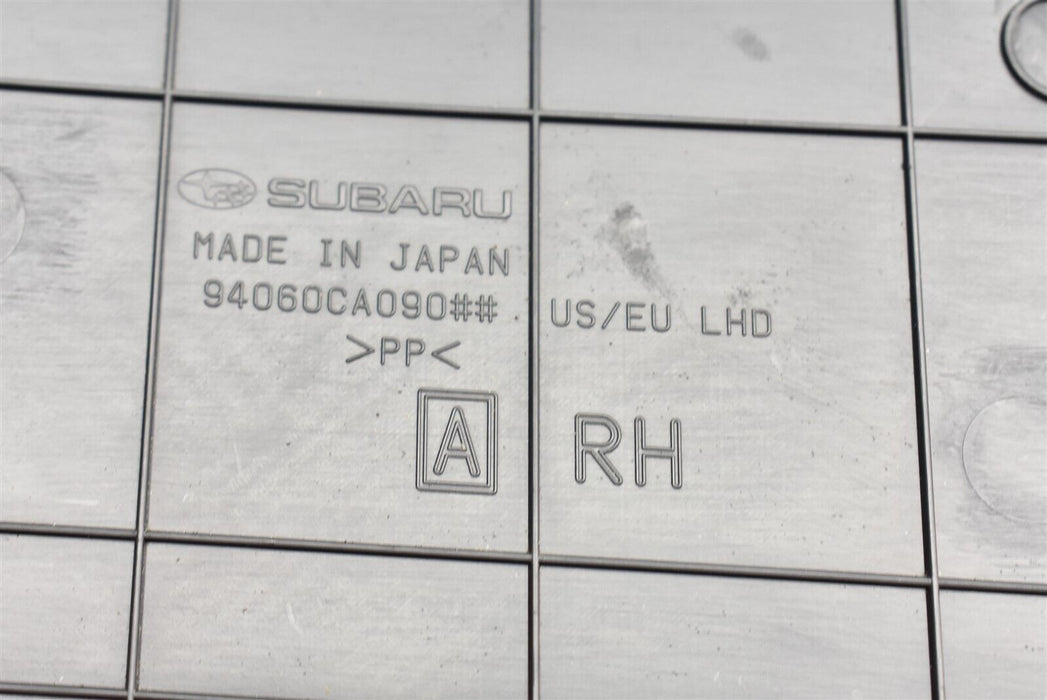 SUBARU
MADE IN JAPAN
94060CA090## . US/EU LHD
>PP<
A RH